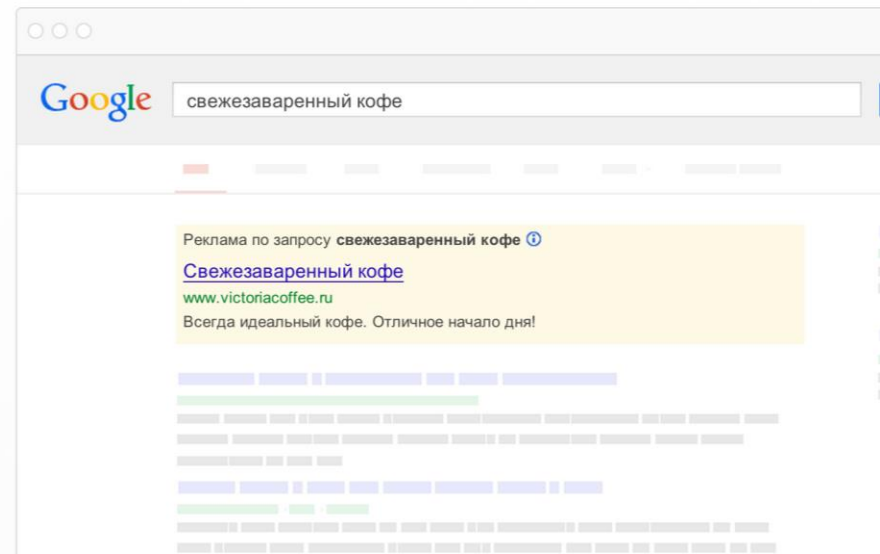 Google
свежезаваренный кофе
Реклама по запросу свежезаваренный кофе
Свежезаваренный кофе
www.victoriacoffee.ru
Всегда идеальный кофе. Отличное начало дня!